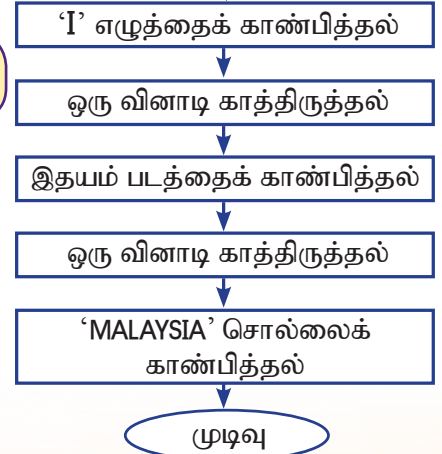 ‘I’ எழுத்தைக் காண்பித்தல்
ஒரு வினாடி காத்திருத்தல்
இதயம் படத்தைக் காண்பித்தல்
ஒரு வினாடி காத்திருத்தல்
‘MALAYSIA’ சொல்லைக்
காண்பித்தல்
முடிவு